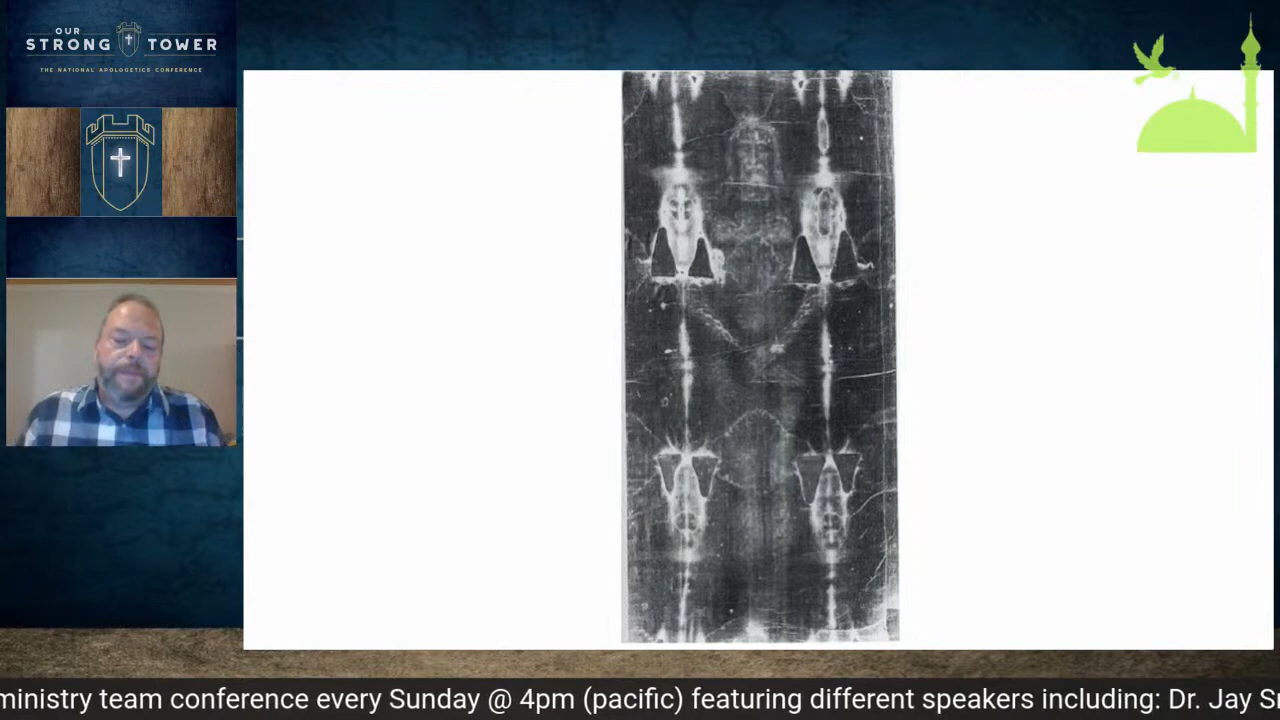 OUR
STRONG TOWER
THE NATIONAL APOLOGETICS CONFERENCE
ministry team conference every Sunday @ 4pm (pacific) featuring different speakers including: Dr. Jay